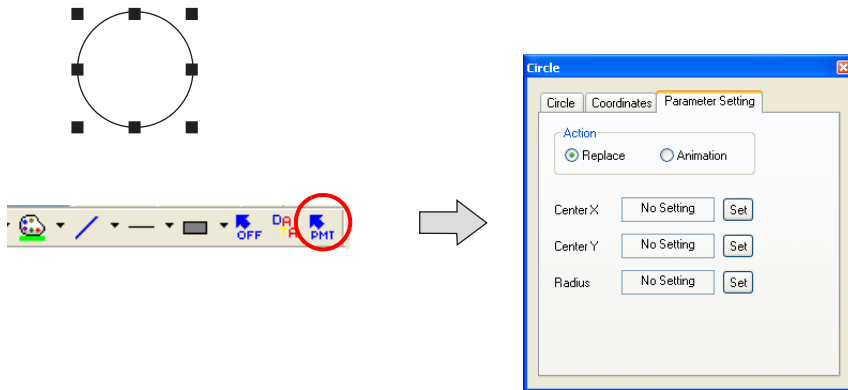 OFF
DA
A
PMT
Circle
Circle Coordinates Parameter Setting
Action
Replace Animation
Center X No Setting Set
Center Y No Setting Set
Radius No Setting Set